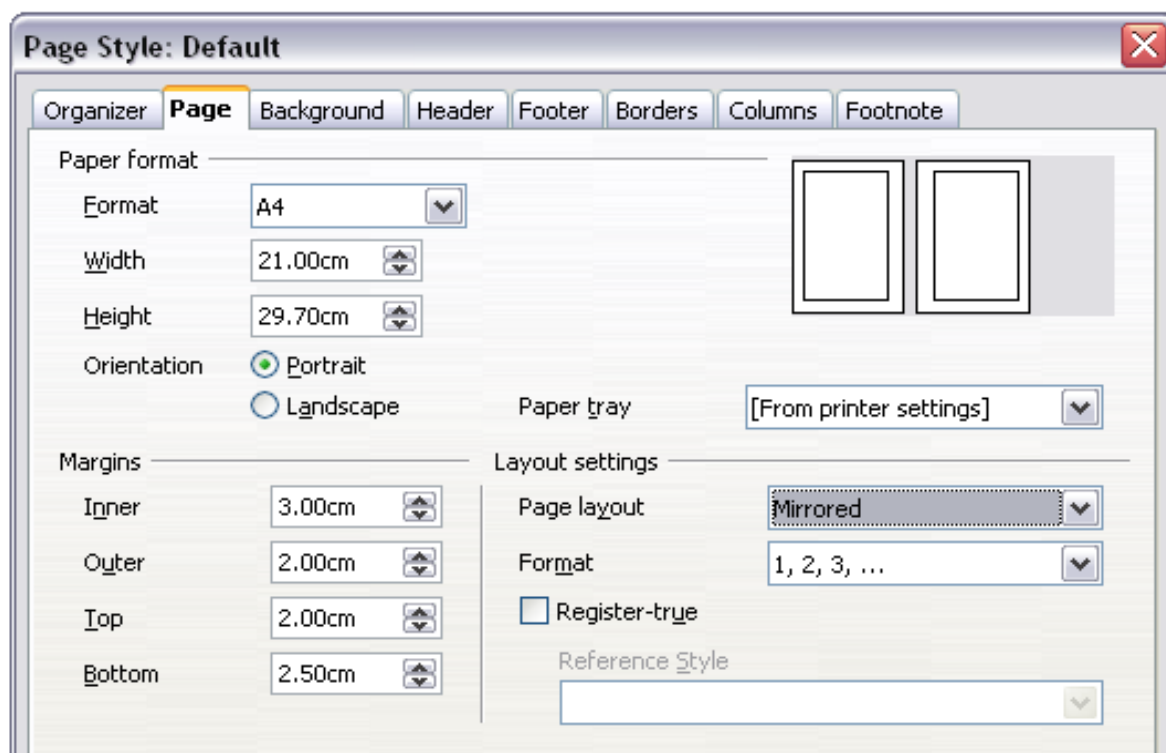 Page Style: Default
Organizer Page Background Header Footer Borders Columns Footnote
Paper format
Format A4
Width 21.00cm
Height 29.70cm
Orientation Portrait
Landscape
Paper tray [From printer settings]
Margins
Inner 3.00cm
Outer 2.00cm
Top 2.00cm
Bottom 2.50cm
Layout settings
Page layout Mirrored
Format 1, 2, 3, ...
Register-true
Reference Style